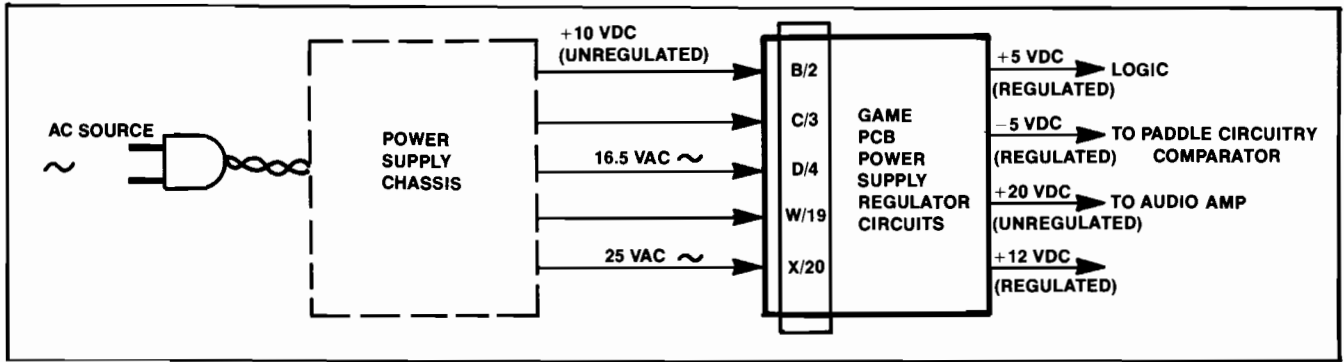 AC SOURCE
∼
POWER
SUPPLY
CHASSIS
+10 VDC
(UNREGULATED)
16.5 VAC ∼
25 VAC ∼
B/2
C/3
D/4
W/19
X/20
GAME
PCB
POWER
SUPPLY
REGULATOR
CIRCUITS
+5 VDC
(REGULATED)
LOGIC
−5 VDC
(REGULATED)
TO PADDLE CIRCUITRY
COMPARATOR
+20 VDC
(UNREGULATED)
TO AUDIO AMP
+12 VDC
(REGULATED)